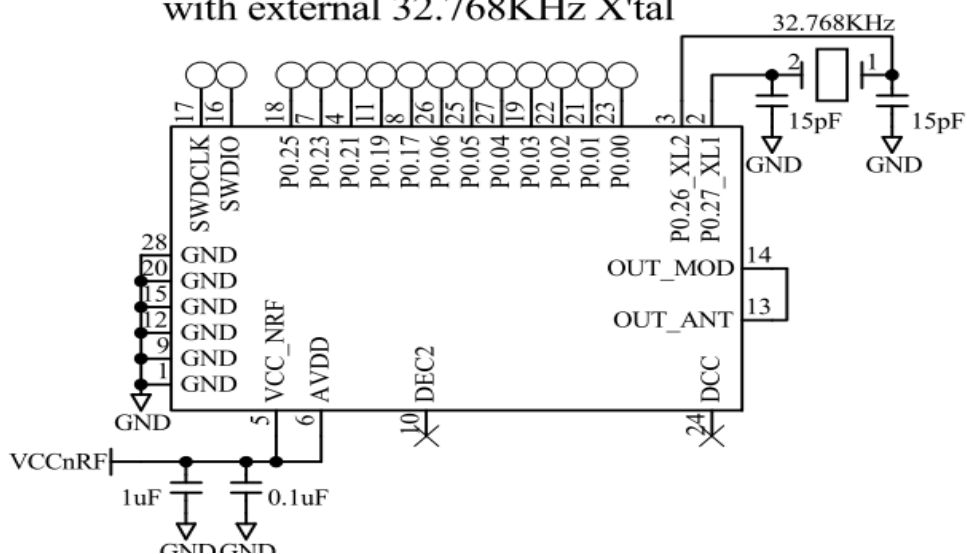 with external 32.768KHz X'tal
32.768KHz
2
1
15pF
15pF
GND
GND
17
16
18
7
4
11
8
26
25
27
19
22
21
23
3
2
SWDCLK
SWDIO
P0.25
P0.23
P0.21
P0.19
P0.17
P0.06
P0.05
P0.04
P0.03
P0.02
P0.01
P0.00
P0.26_XL2
P0.27_XL1
28 GND
20 GND
15 GND
12 GND
9 GND
1 GND
GND
OUT_MOD 14
OUT_ANT 13
VCC_NRF
AVDD
DEC2
DCC
5
6
10
24
VCCnRF
1uF
0.1uF
GND
GND